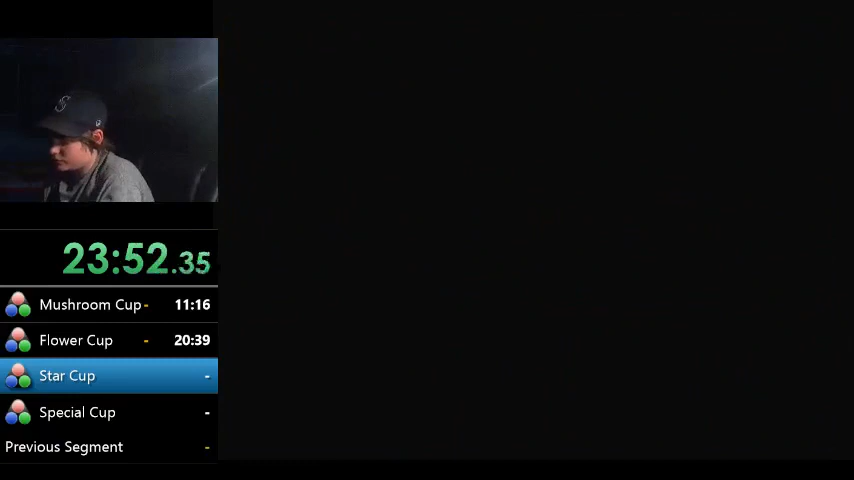 23:52.35
Mushroom Cup - 11:16
Flower Cup - 20:39
Star Cup -
Special Cup -
Previous Segment -